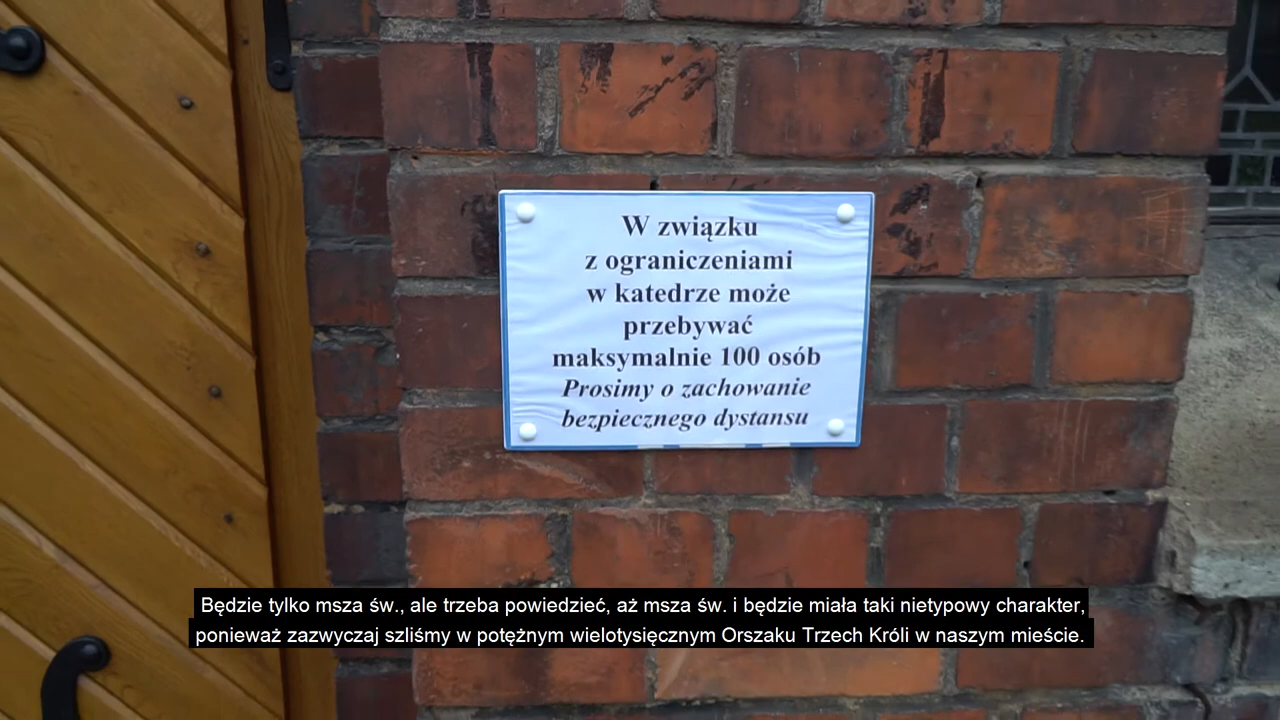 W związku
z ograniczeniami
w katedrze może
przebywać
maksymalnie 100 osób
Prosimy o zachowanie
bezpiecznego dystansu
Będzie tylko msza św., ale trzeba powiedzieć, aż msza św. i będzie miała taki nietypowy charakter,
ponieważ zazwyczaj szliśmy w potężnym wielotysięcznym Orszaku Trzech Króli w naszym mieście.